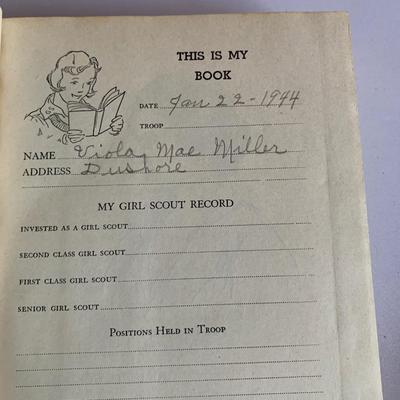 THIS IS MY
BOOK
DATE Jan 22-1944
TROOP
NAME Viola Mae Miller
ADDRESS Dushore
MY GIRL SCOUT RECORD
INVESTED AS A GIRL SCOUT
SECOND CLASS GIRL SCOUT
FIRST CLASS GIRL SCOUT
SENIOR GIRL SCOUT
POSITIONS HELD IN TROOP